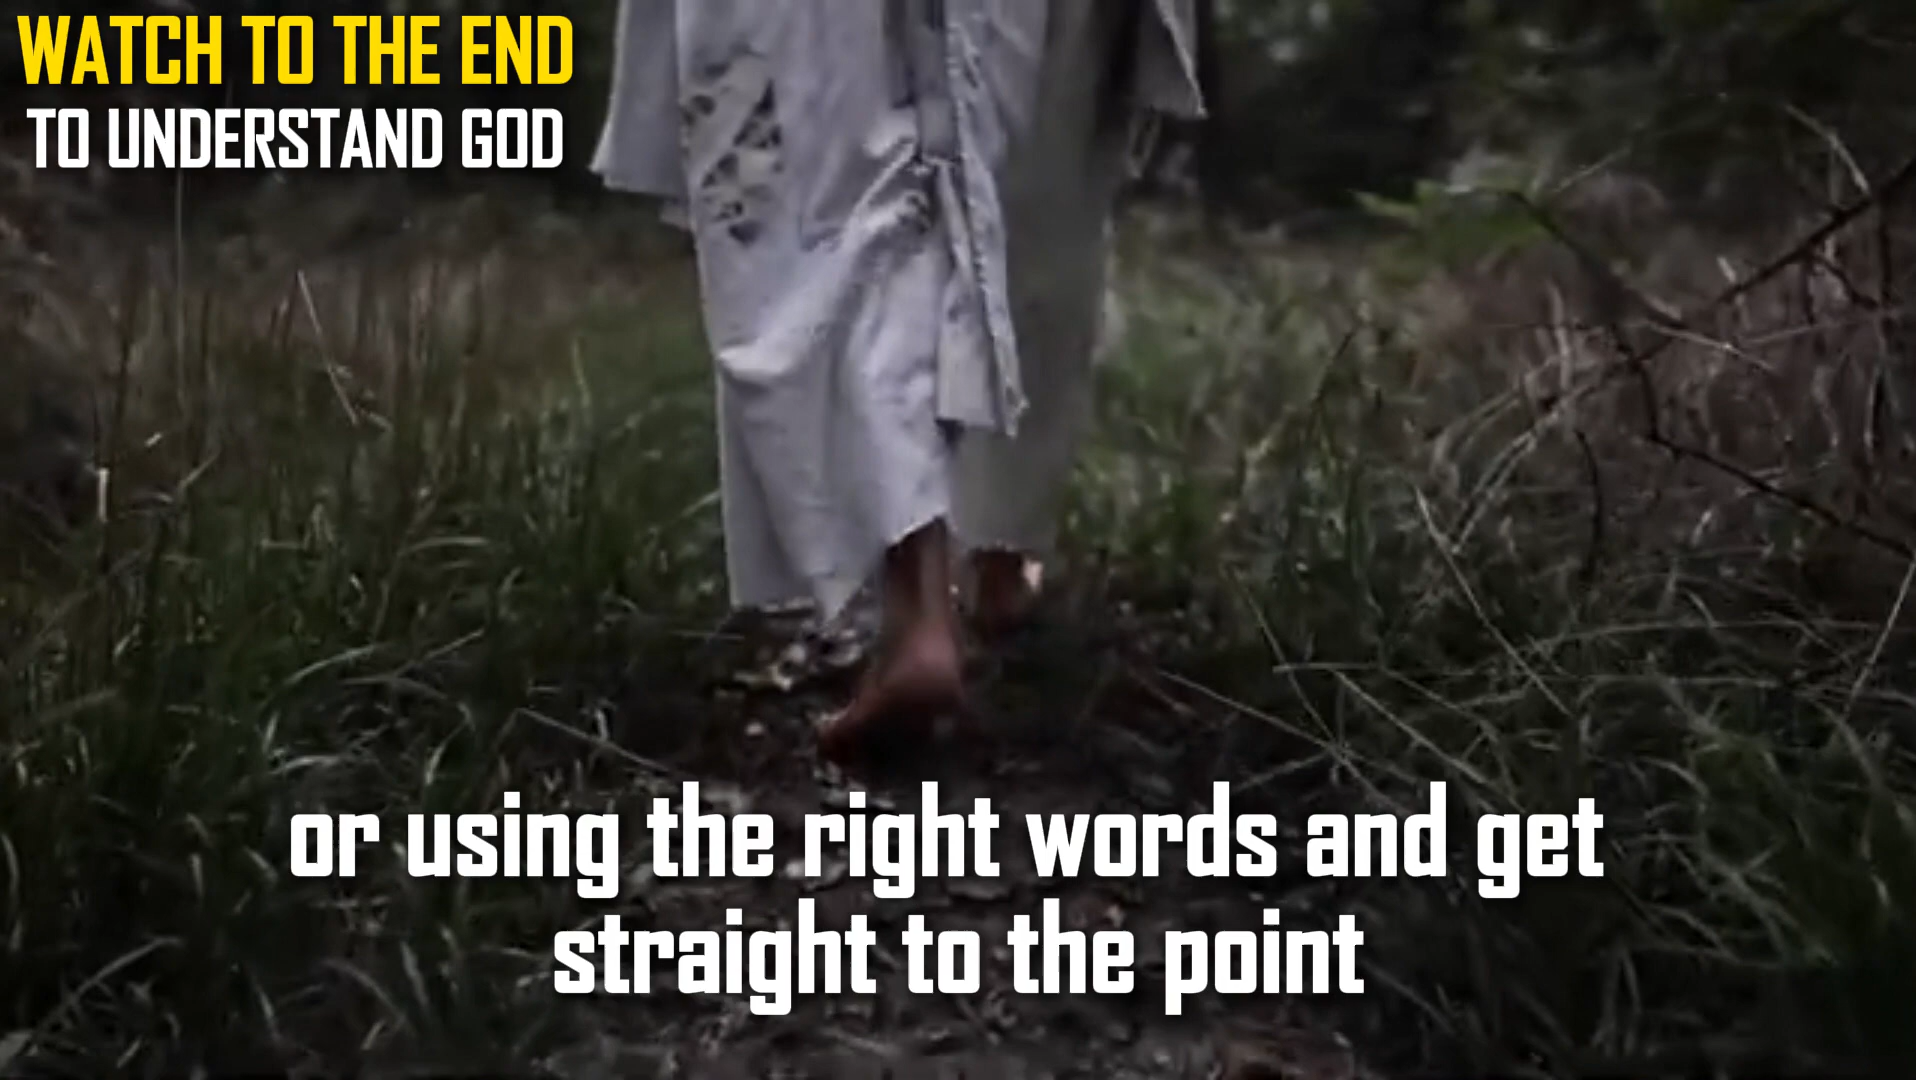 WATCH TO THE END
TO UNDERSTAND GOD
or using the right words and get
straight to the point